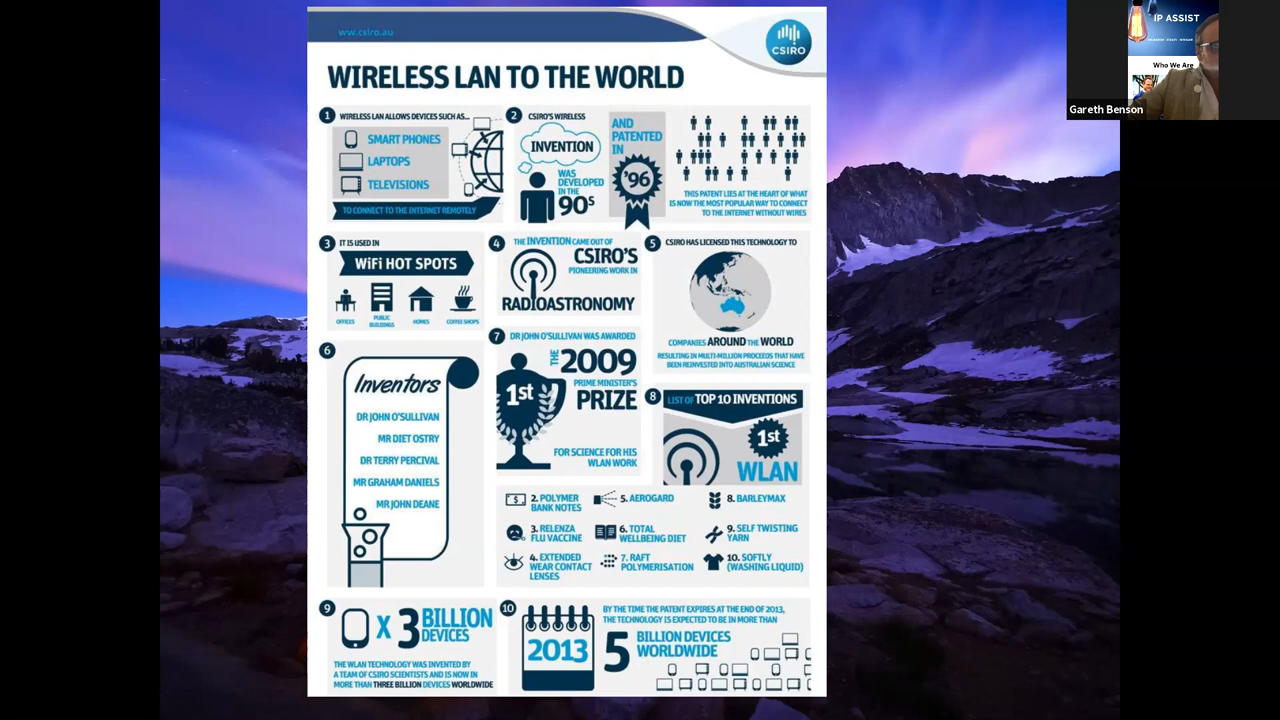 ww.csiro.au
CSIRO
WIRELESS LAN TO THE WORLD
1
WIRELESS LAN ALLOWS DEVICES SUCH AS...
SMART PHONES
LAPTOPS
TELEVISIONS
TO CONNECT TO THE INTERNET REMOTELY
2
CSIRO'S WIRELESS
INVENTION
WAS
DEVELOPED
IN THE
90S
AND
PATENTED
IN
'96
THIS PATENT LIES AT THE HEART OF WHAT
IS NOW THE MOST POPULAR WAY TO CONNECT
TO THE INTERNET WITHOUT WIRES
3
IT IS USED IN
WiFi HOT SPOTS
OFFICES
PUBLIC
BUILDINGS
HOMES
COFFEE SHOPS
4
THE INVENTION CAME OUT OF
CSIRO'S
PIONEERING WORK IN
RADIOASTRONOMY
5
CSIRO HAS LICENSED THIS TECHNOLOGY TO
COMPANIES AROUND THE WORLD
RESULTING IN MULTI-MILLION PROCEEDS THAT HAVE
BEEN REINVESTED INTO AUSTRALIAN SCIENCE
6
Inventors
DR JOHN O'SULLIVAN
MR DIET OSTRY
DR TERRY PERCIVAL
MR GRAHAM DANIELS
MR JOHN DEANE
7
DR JOHN O'SULLIVAN WAS AWARDED
THE 2009
PRIME MINISTER'S
PRIZE
1st
FOR SCIENCE FOR HIS
WLAN WORK
8
LIST OF TOP 10 INVENTIONS
1st
WLAN
2. POLYMER
BANK NOTES
3. RELENZA
FLU VACCINE
4. EXTENDED
WEAR CONTACT
LENSES
5. AEROGARD
6. TOTAL
WELLBEING DIET
7. RAFT
POLYMERISATION
8. BARLEYMAX
9. SELF TWISTING
YARN
10. SOFTLY
(WASHING LIQUID)
9
X 3 BILLION
DEVICES
THE WLAN TECHNOLOGY WAS INVENTED BY
A TEAM OF CSIRO SCIENTISTS AND IS NOW IN
MORE THAN THREE BILLION DEVICES WORLDWIDE
10
2013
BY THE TIME THE PATENT EXPIRES AT THE END OF 2013,
THE TECHNOLOGY IS EXPECTED TO BE IN MORE THAN
5 BILLION DEVICES
WORLDWIDE
IP ASSIST
Who We Are
Gareth Benson